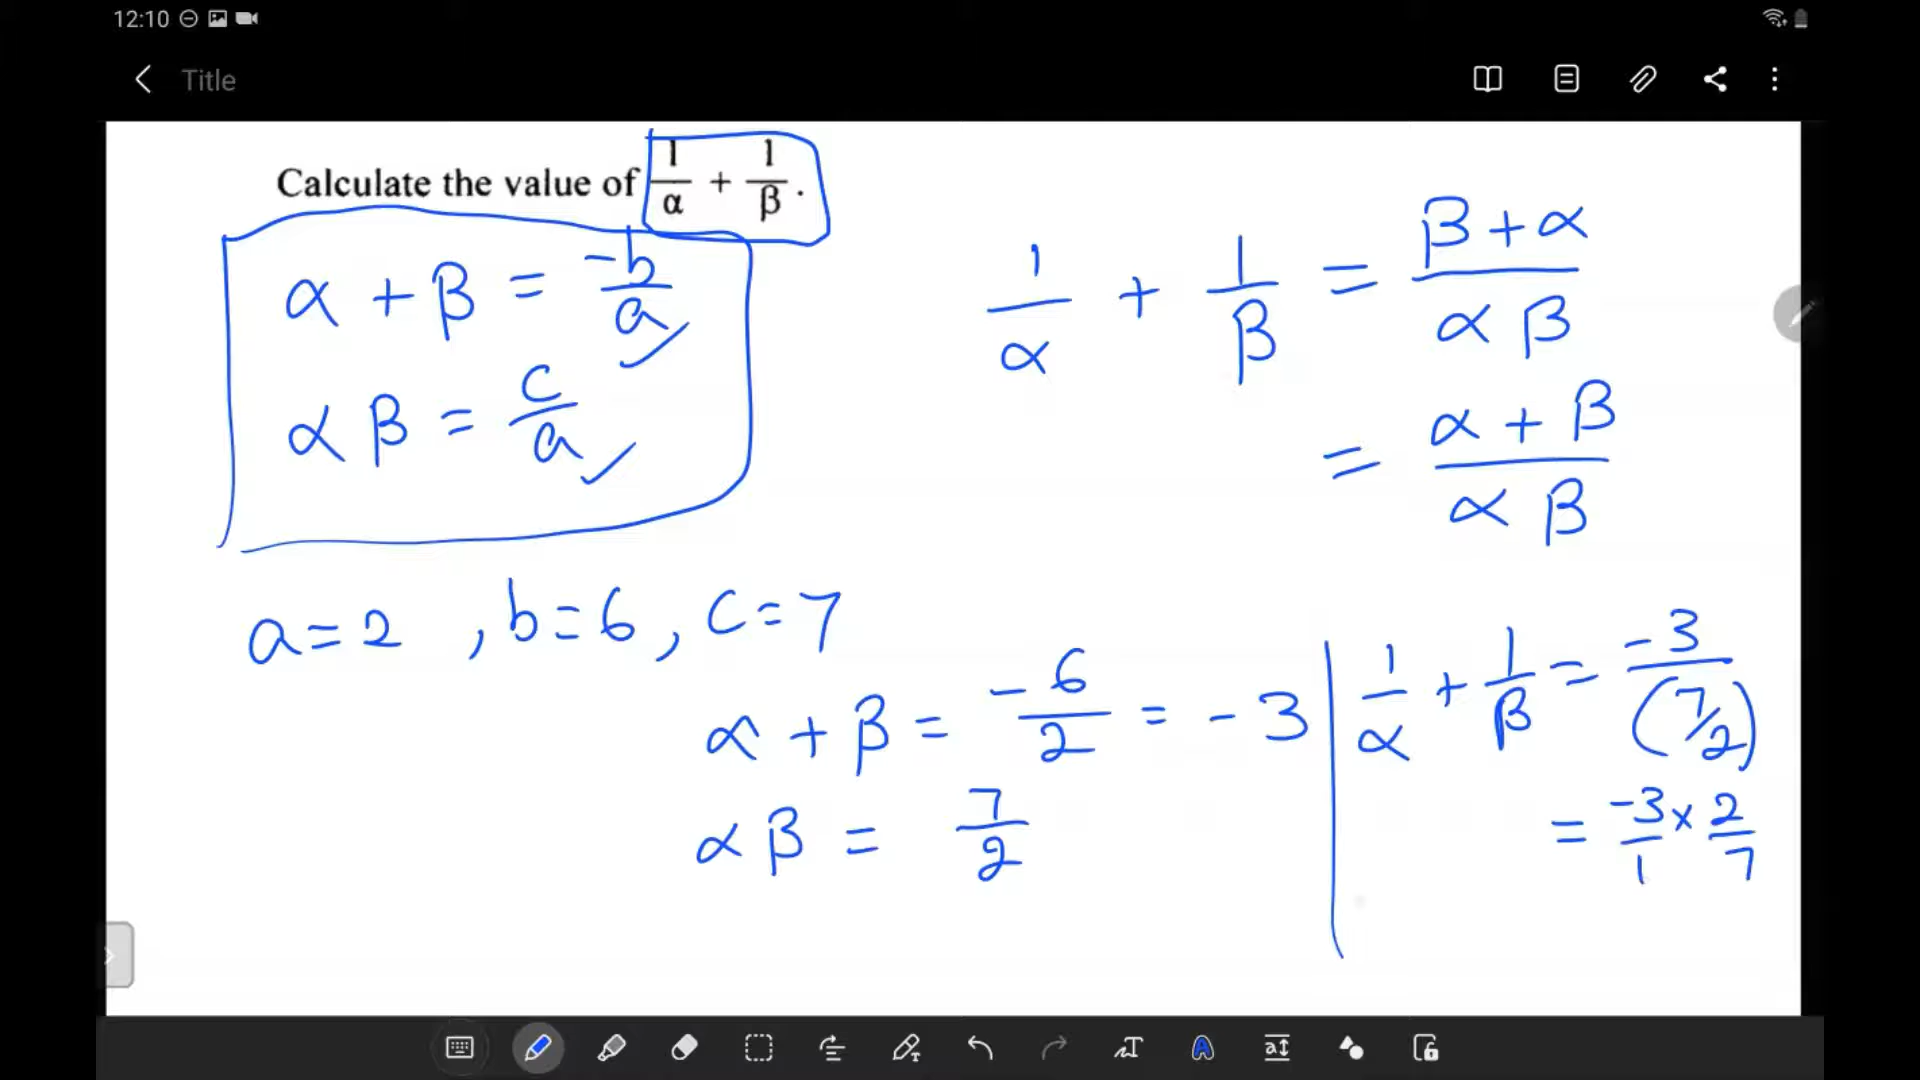 12:10
Title
Calculate the value of 1/α + 1/β.
α + β = -b/a ✓
αβ = c/a ✓
1/α + 1/β = β+α/αβ
= α+β/αβ
a=2 , b=6 , c=7
α + β = -6/2 = -3
αβ = 7/2
1/α + 1/β = -3/(7/2)
= -3/1 × 2/7